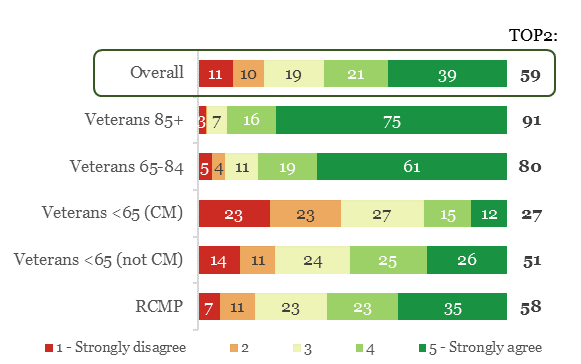 TOP2:
Overall 11 10 19 21 39 59
Veterans 85+ 3 7 16 75 91
Veterans 65-84 5 4 11 19 61 80
Veterans <65 (CM) 23 23 27 15 12 27
Veterans <65 (not CM) 14 11 24 25 26 51
RCMP 7 11 23 23 35 58
1 - Strongly disagree 2 3 4 5 - Strongly agree